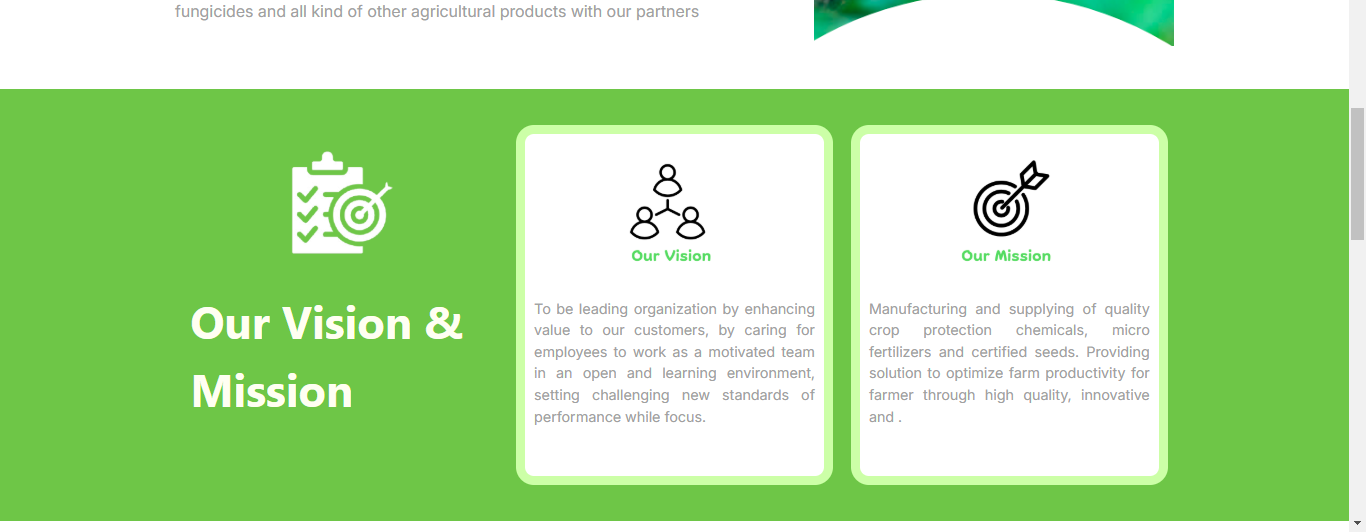 fungicides and all kind of other agricultural products with our partners
Our Vision &
Mission
Our Vision
To be leading organization by enhancing
value to our customers, by caring for
employees to work as a motivated team
in an open and learning environment,
setting challenging new standards of
performance while focus.
Our Mission
Manufacturing and supplying of quality
crop protection chemicals, micro
fertilizers and certified seeds. Providing
solution to optimize farm productivity for
farmer through high quality, innovative
and .